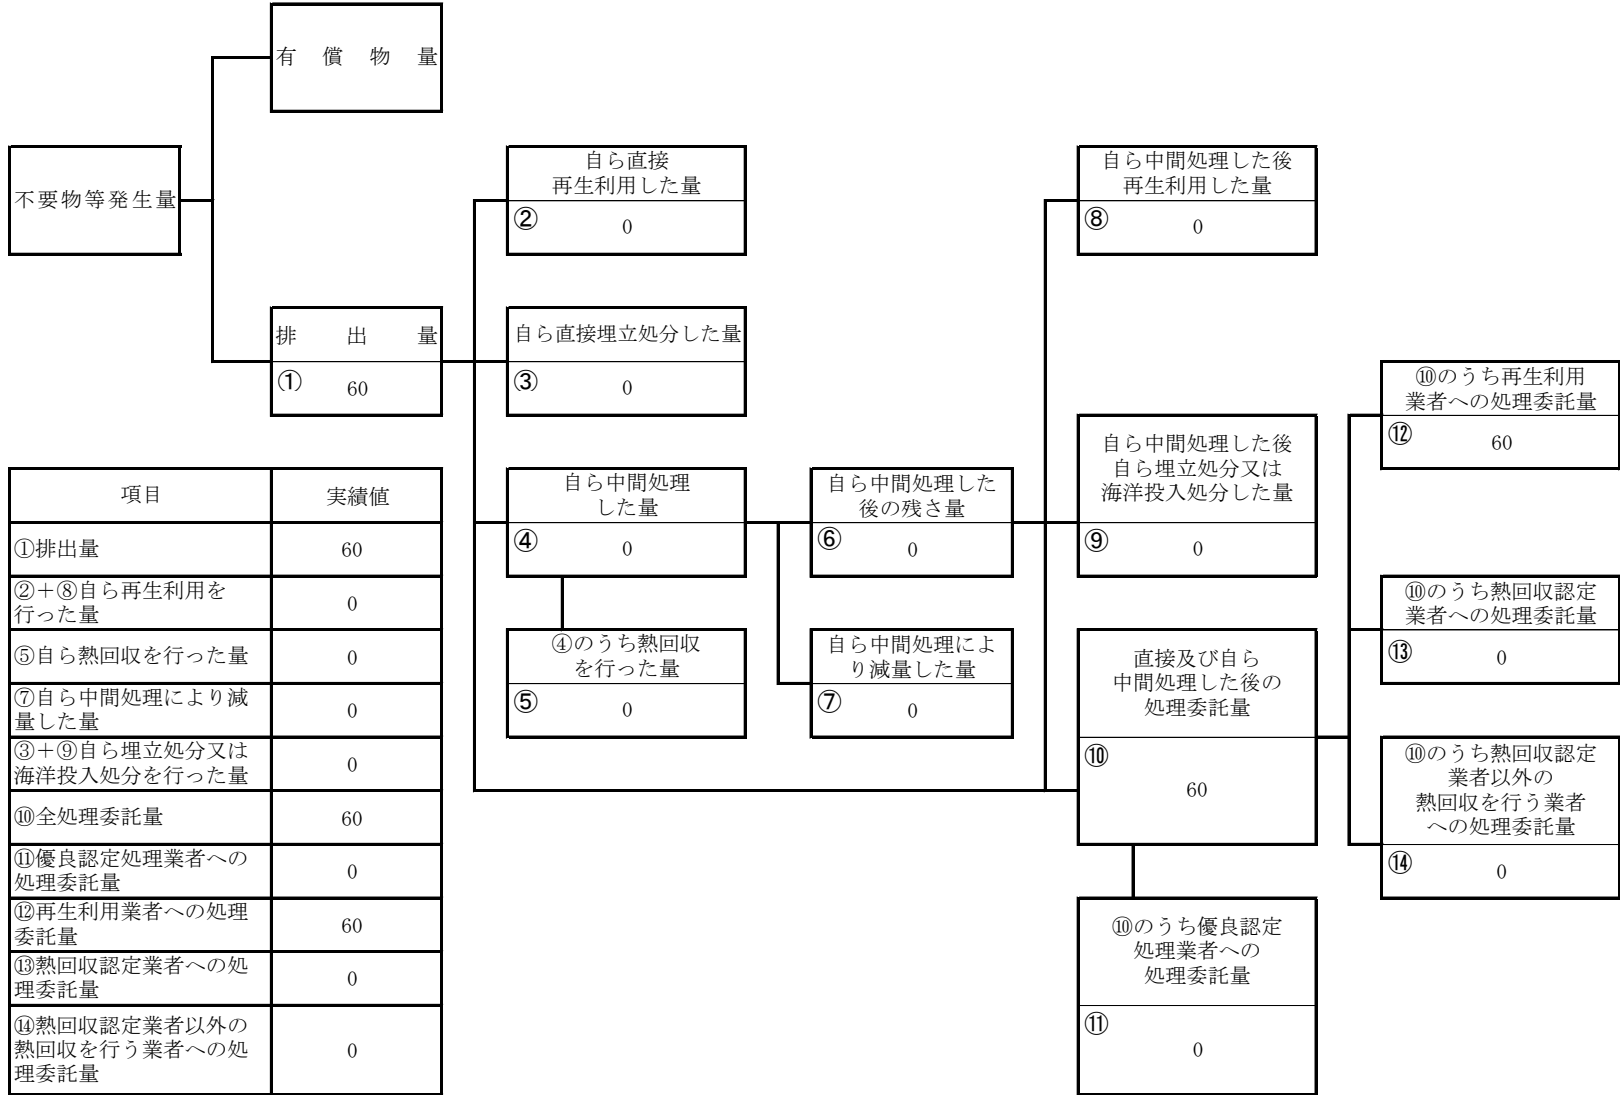 有償物量
不要物等発生量
自ら直接
再生利用した量
②
0
自ら中間処理した後
再生利用した量
⑧
0
排出量
①
60
自ら直接埋立処分した量
③
0
⑩のうち再生利用
業者への処理委託量
⑫
60
自ら中間処理
した量
④
0
自ら中間処理した
後の残さ量
⑥
0
自ら中間処理した後
自ら埋立処分又は
海洋投入処分した量
⑨
0
⑩のうち熱回収認定
業者への処理委託量
⑬
0
④のうち熱回収
を行った量
⑤
0
自ら中間処理によ
り減量した量
⑦
0
直接及び自ら
中間処理した後の
処理委託量
⑩
60
⑩のうち熱回収認定
業者以外の
熱回収を行う業者
への処理委託量
⑭
0
⑩のうち優良認定
処理業者への
処理委託量
⑪
0
項目 実績値
①排出量 60
②+⑧自ら再生利用を
行った量 0
⑤自ら熱回収を行った量 0
⑦自ら中間処理により減
量した量 0
③+⑨自ら埋立処分又は
海洋投入処分を行った量 0
⑩全処理委託量 60
⑪優良認定処理業者への
処理委託量 0
⑫再生利用業者への処理
委託量 60
⑬熱回収認定業者への処
理委託量 0
⑭熱回収認定業者以外の
熱回収を行う業者への処
理委託量 0